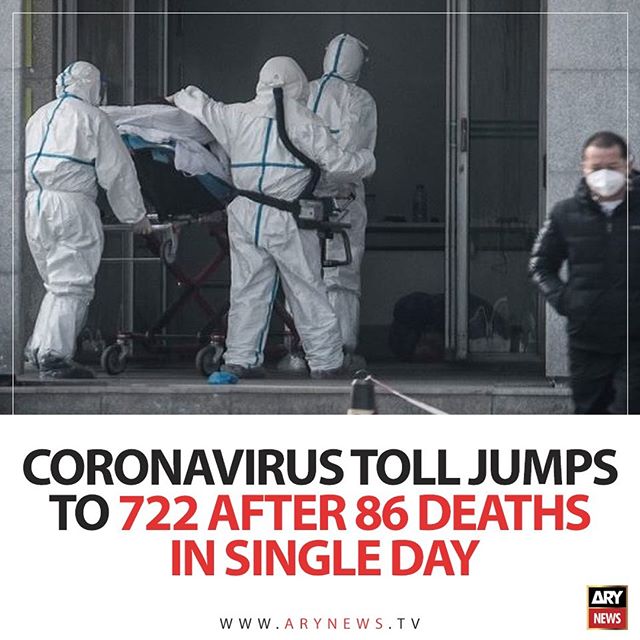 CORONAVIRUS TOLL JUMPS
TO 722 AFTER 86 DEATHS
IN SINGLE DAY
WWW.ARYNEWS.TV
ARY
NEWS